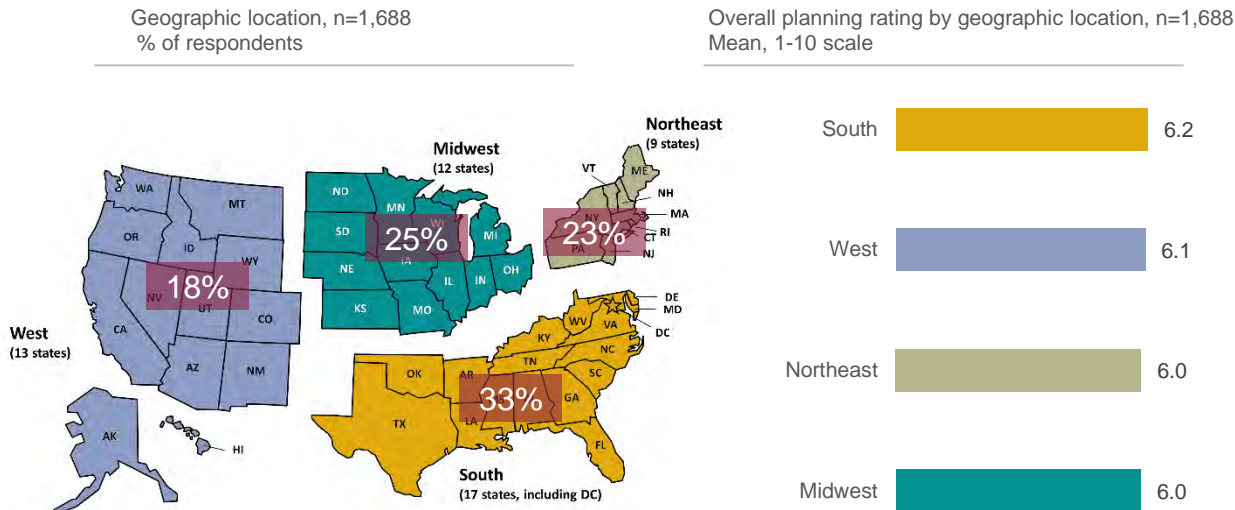 Geographic location, n=1,688
% of respondents
Overall planning rating by geographic location, n=1,688
Mean, 1-10 scale
Northeast
(9 states)
Midwest
(12 states)
West
(13 states)
South
(17 states, including DC)
18%
25%
23%
33%
WA
MT
OR
ID
WY
NV
UT
CA
CO
AZ
NM
AK
HI
ND
MN
SD
WI
MI
NE
IA
IL
IN
OH
KS
MO
VT
ME
NH
NY
MA
RI
CT
PA
NJ
DE
MD
DC
WV
VA
KY
NC
TN
SC
OK
AR
GA
TX
LA
FL
South 6.2
West 6.1
Northeast 6.0
Midwest 6.0